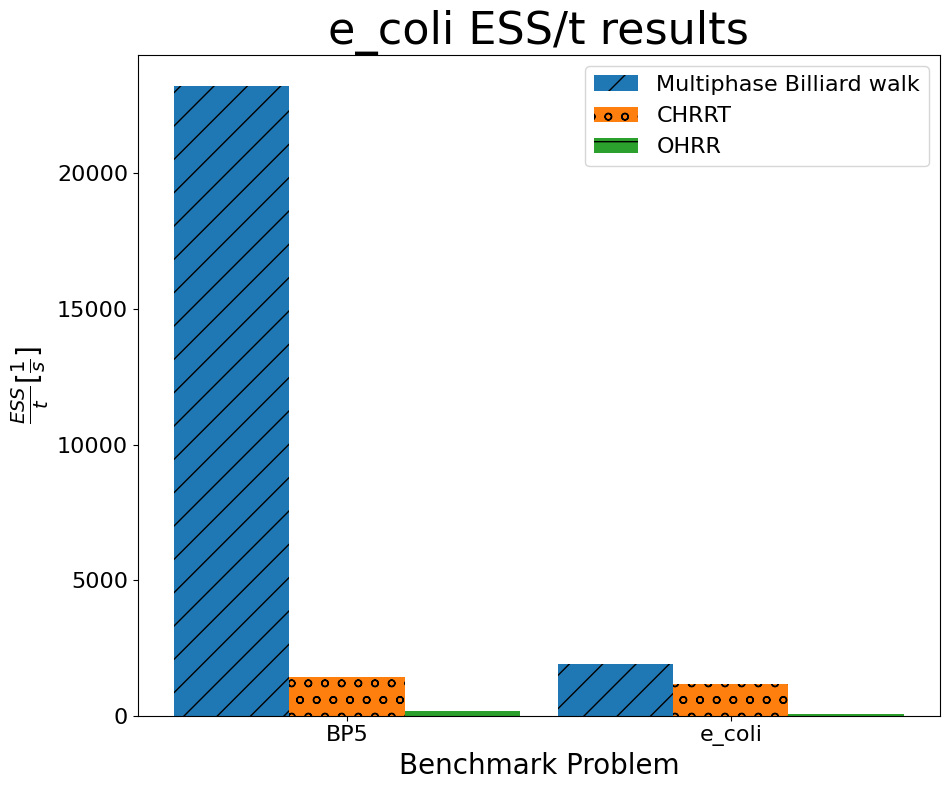 e_coli ESS/t results
Multiphase Billiard walk
CHRRT
OHRR
ESS/t [1/s]
20000
15000
10000
5000
0
BP5
e_coli
Benchmark Problem